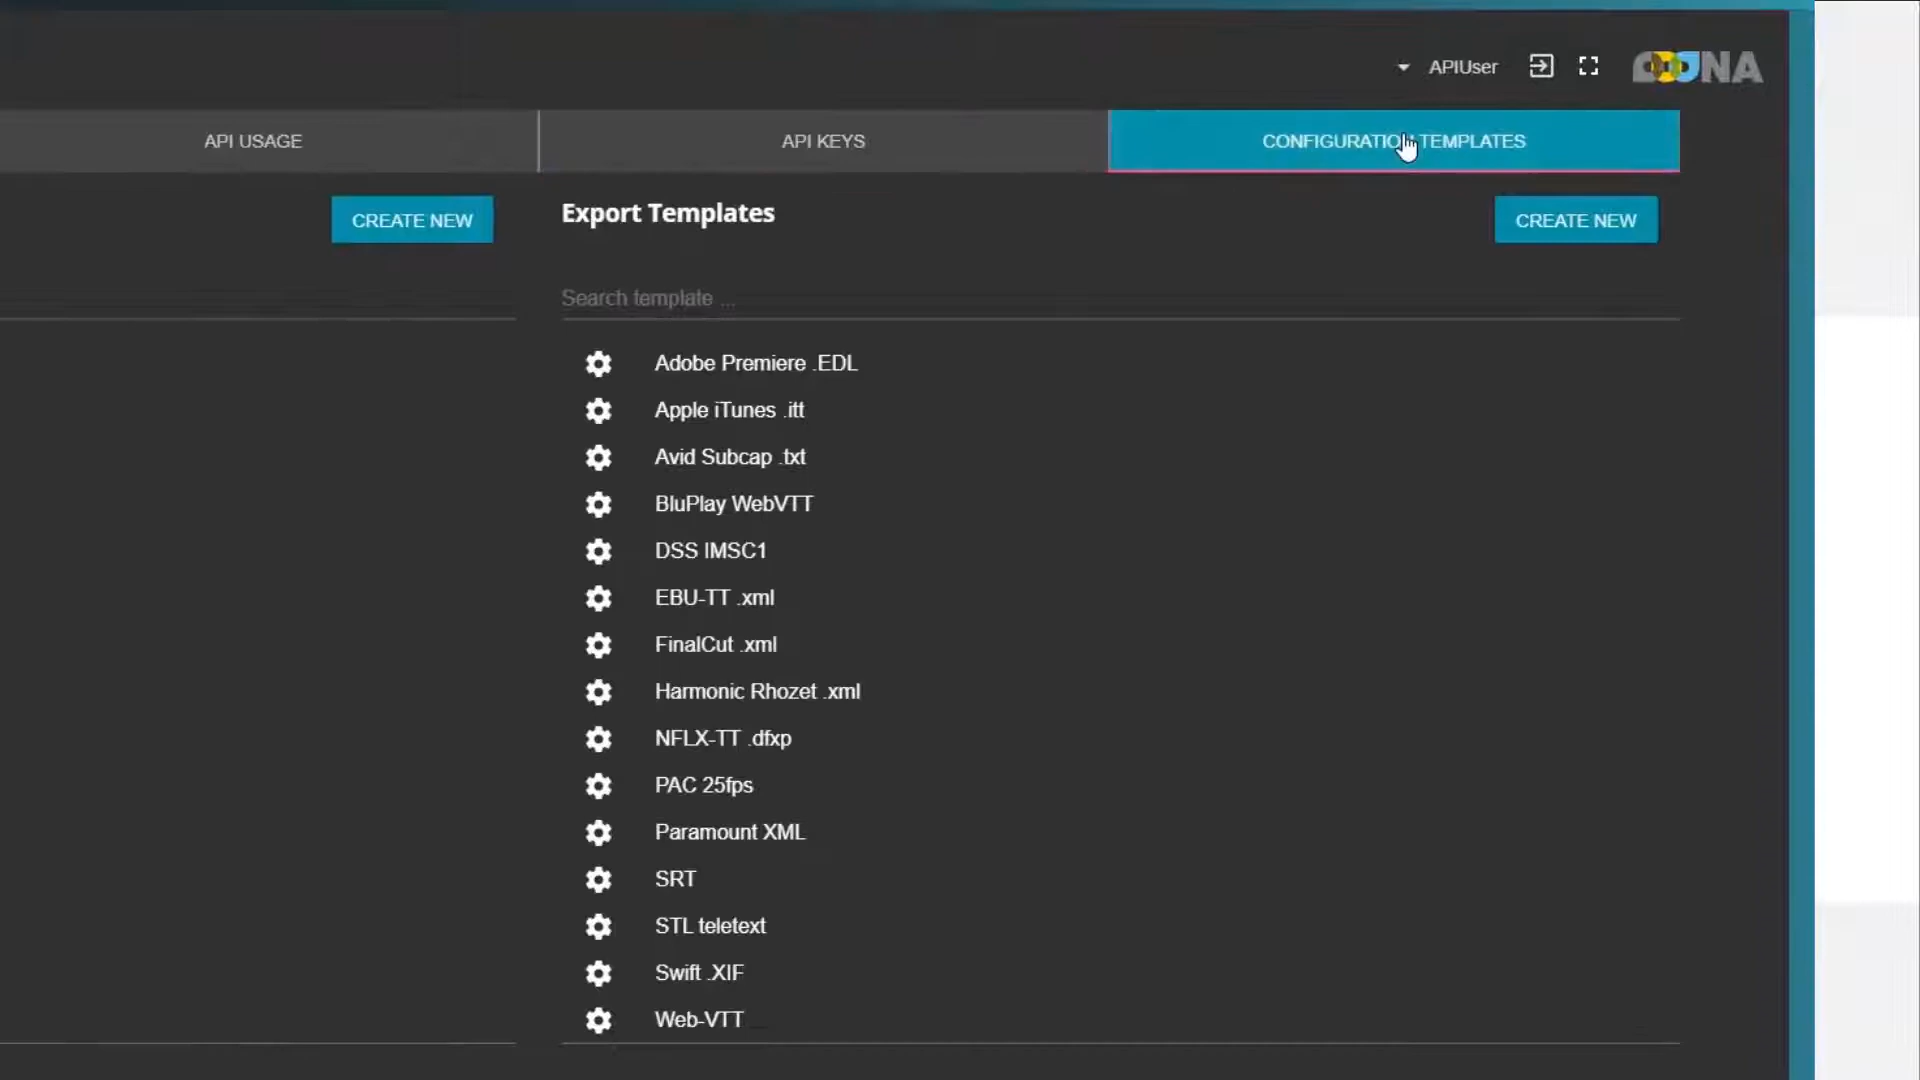 APIUser
OOONA
API USAGE
API KEYS
CONFIGURATION TEMPLATES
CREATE NEW
Export Templates
CREATE NEW
Search template ...
Adobe Premiere .EDL
Apple iTunes .itt
Avid Subcap .txt
BluPlay WebVTT
DSS IMSC1
EBU-TT .xml
FinalCut .xml
Harmonic Rhozet .xml
NFLX-TT .dfxp
PAC 25fps
Paramount XML
SRT
STL teletext
Swift .XIF
Web-VTT